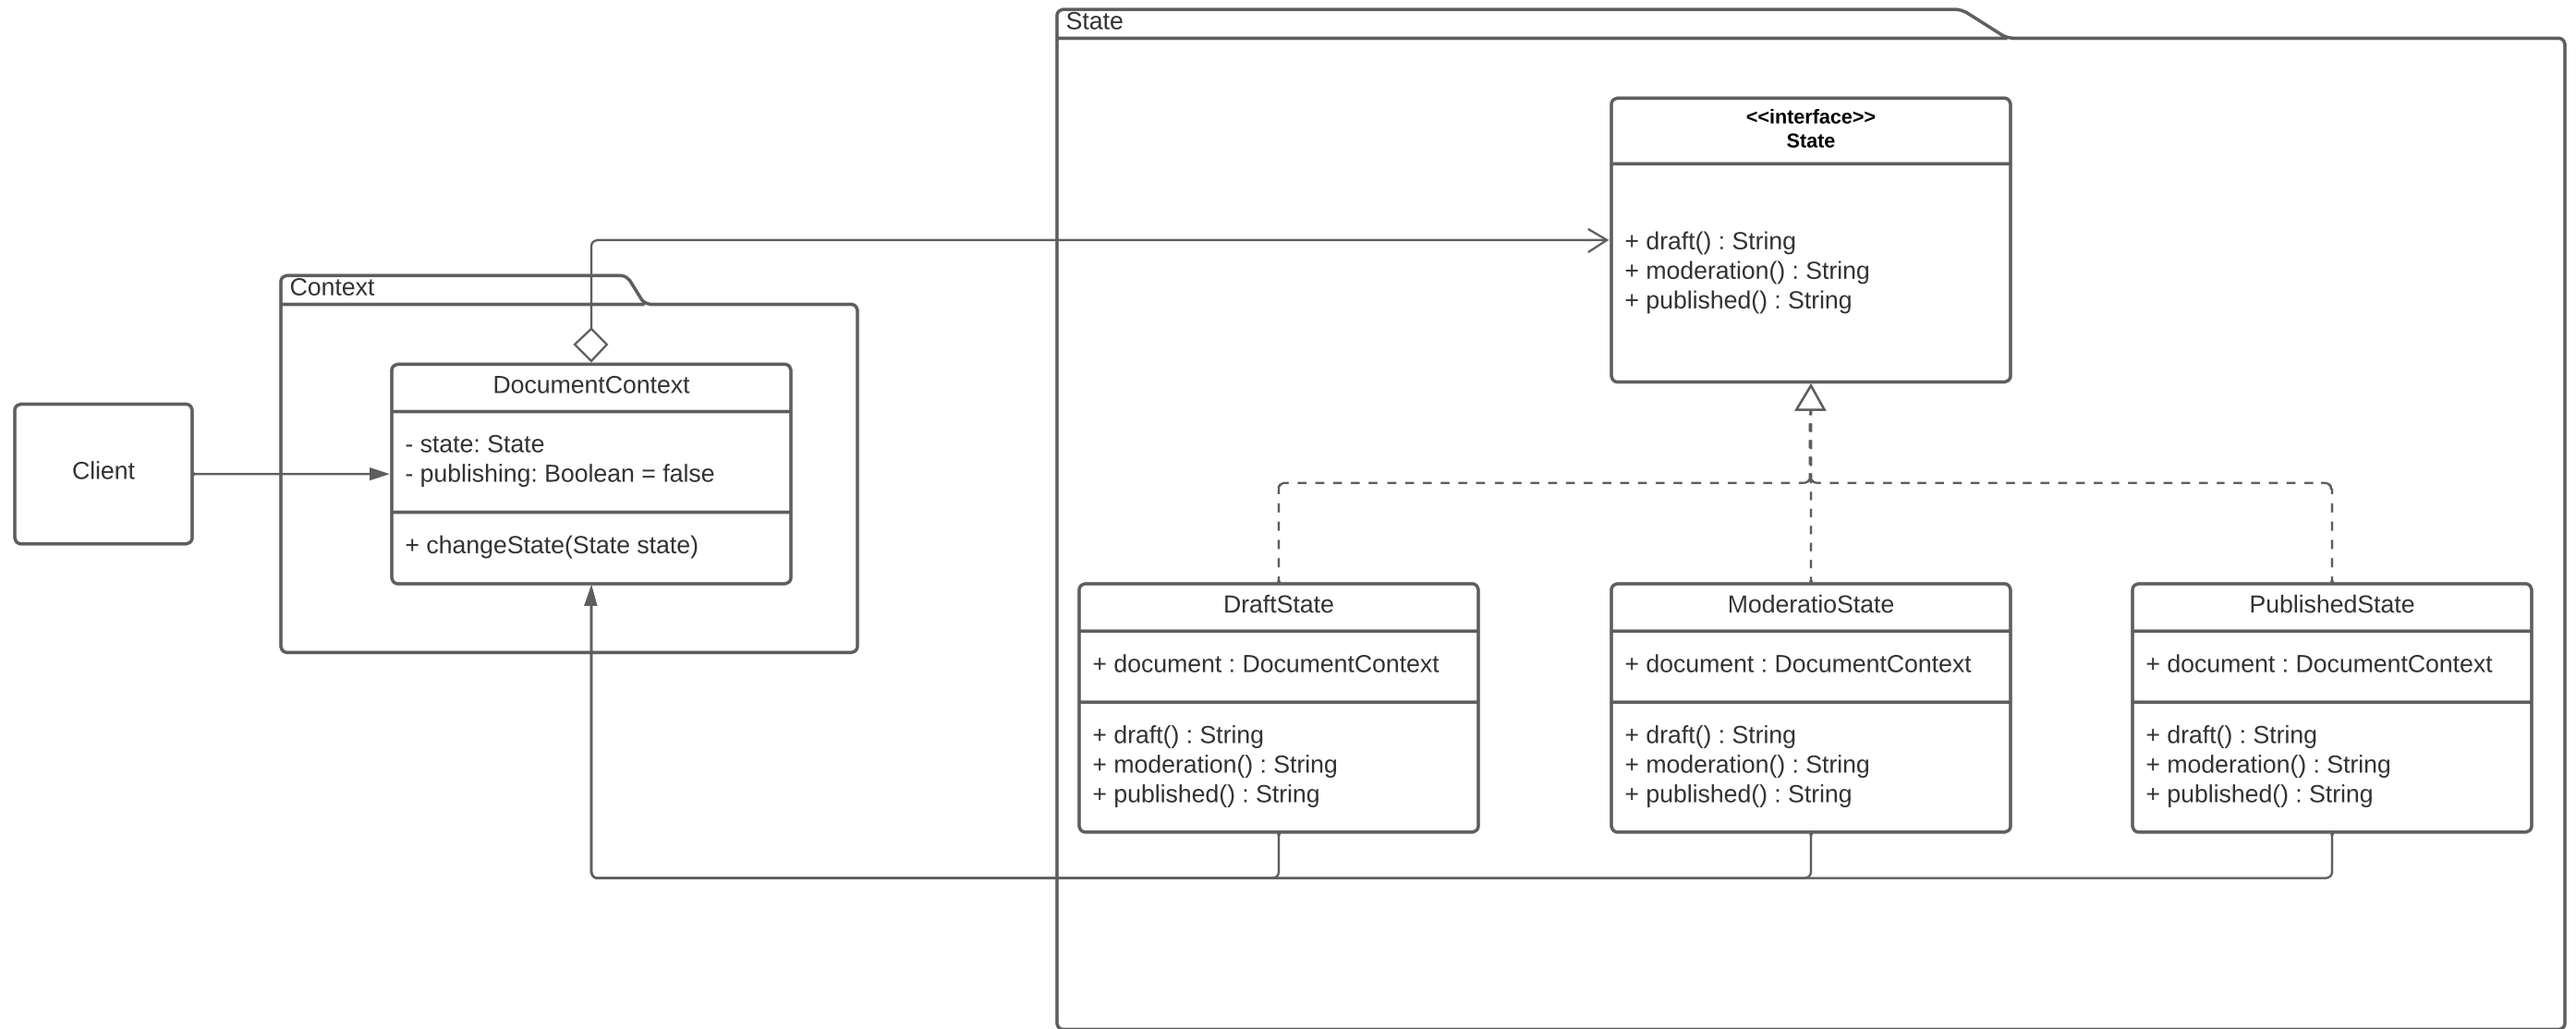 State
<<interface>>
State
+ draft() : String
+ moderation() : String
+ published() : String
Context
DocumentContext
- state: State
- publishing: Boolean = false
+ changeState(State state)
Client
DraftState
+ document : DocumentContext
+ draft() : String
+ moderation() : String
+ published() : String
ModeratioState
+ document : DocumentContext
+ draft() : String
+ moderation() : String
+ published() : String
PublishedState
+ document : DocumentContext
+ draft() : String
+ moderation() : String
+ published() : String